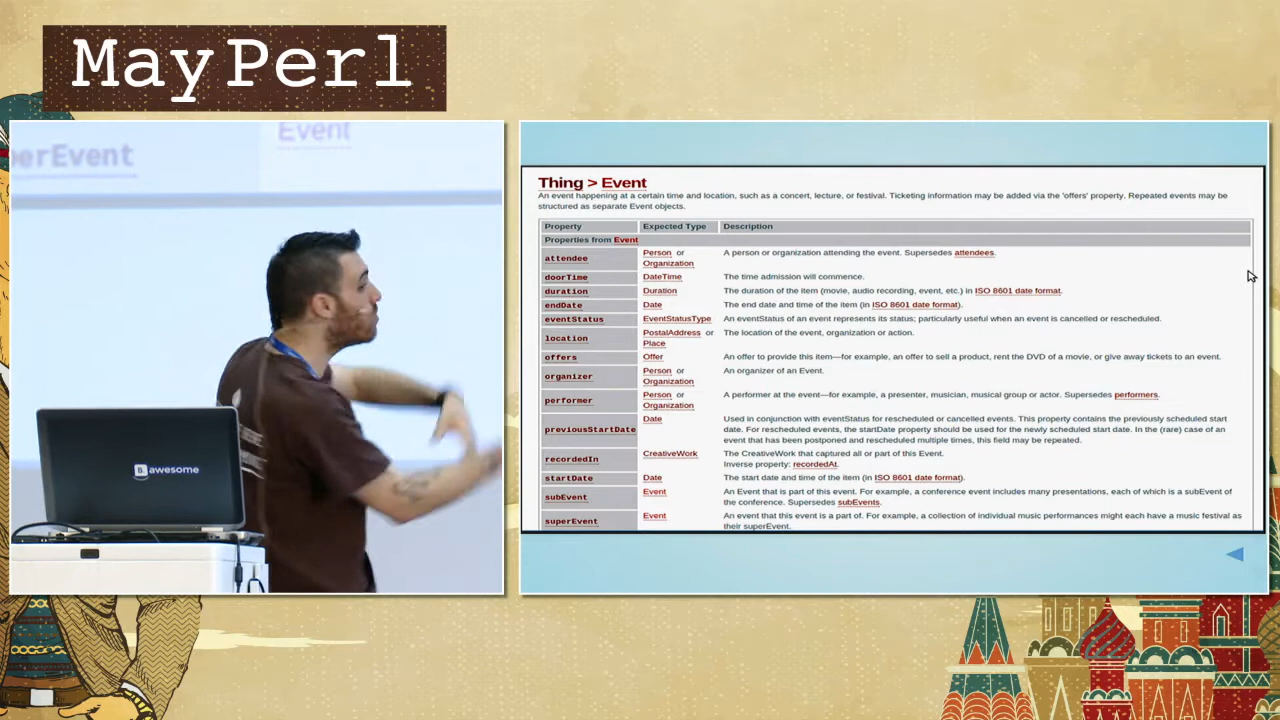 MayPerl
Event
perEvent
B. awesome
Thing > Event
An event happening at a certain time and location, such as a concert, lecture, or festival. Ticketing information may be added via the 'offers' property. Repeated events may be
structured as separate Event objects.
Property Expected Type Description
Properties from Event
attendee Person or Organization A person or organization attending the event. Supersedes attendees.
doorTime DateTime The time admission will commence.
duration Duration The duration of the item (movie, audio recording, event, etc.) in ISO 8601 date format.
endDate Date The end date and time of the item (in ISO 8601 date format).
eventStatus EventStatusType An eventStatus of an event represents its status; particularly useful when an event is cancelled or rescheduled.
location PostalAddress or Place The location of the event, organization or action.
offers Offer An offer to provide this item—for example, an offer to sell a product, rent the DVD of a movie, or give away tickets to an event.
organizer Person or Organization An organizer of an Event.
performer Person or Organization A performer at the event—for example, a presenter, musician, musical group or actor. Supersedes performers.
previousStartDate Date Used in conjunction with eventStatus for rescheduled or cancelled events. This property contains the previously scheduled start
date. For rescheduled events, the startDate property should be used for the newly scheduled start date. In the (rare) case of an
event that has been postponed and rescheduled multiple times, this field may be repeated.
recordedIn CreativeWork The CreativeWork that captured all or part of this Event.
Inverse property: recordedAt.
startDate Date The start date and time of the item (in ISO 8601 date format).
subEvent Event An Event that is part of this event. For example, a conference event includes many presentations, each of which is a subEvent of
the conference. Supersedes subEvents.
superEvent Event An event that this event is a part of. For example, a collection of individual music performances might each have a music festival as
their superEvent.